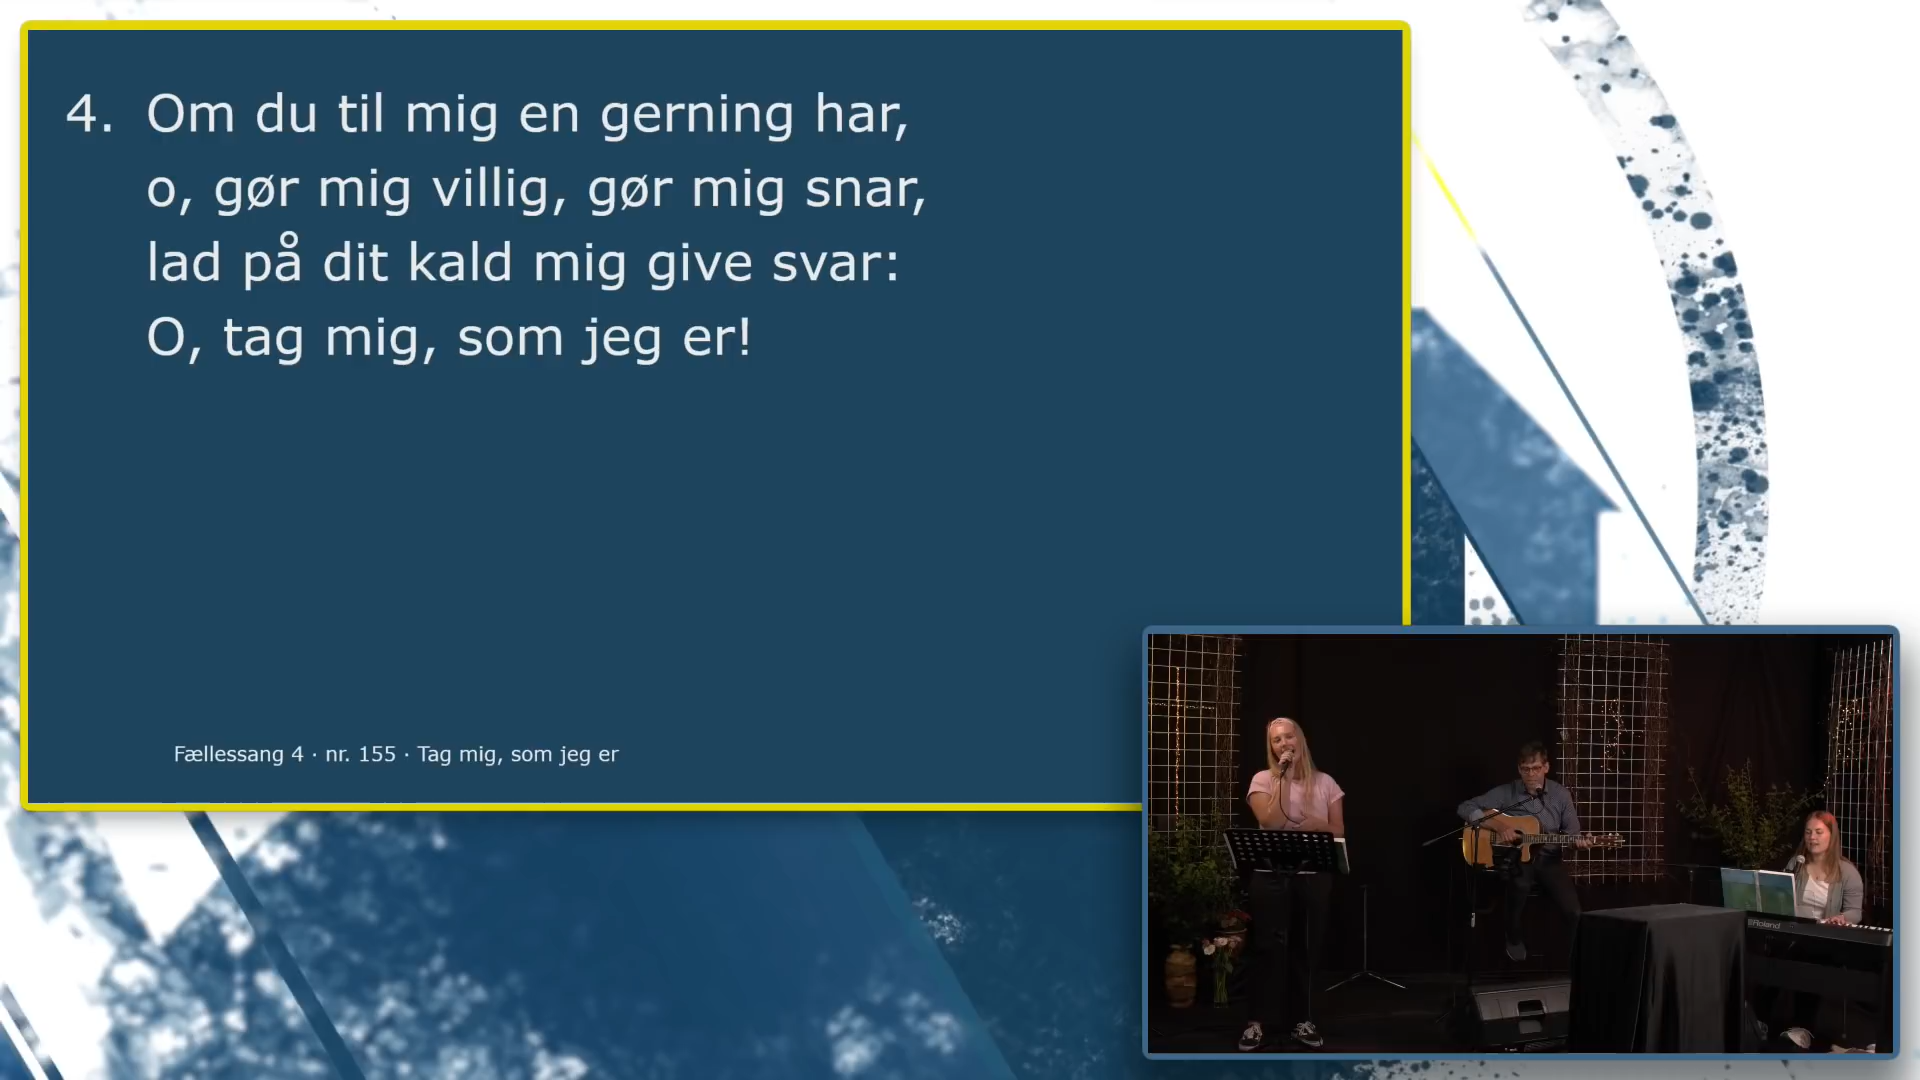 4. Om du til mig en gerning har,
o, gør mig villig, gør mig snar,
lad på dit kald mig give svar:
O, tag mig, som jeg er!
Fællessang 4 · nr. 155 · Tag mig, som jeg er
Roland